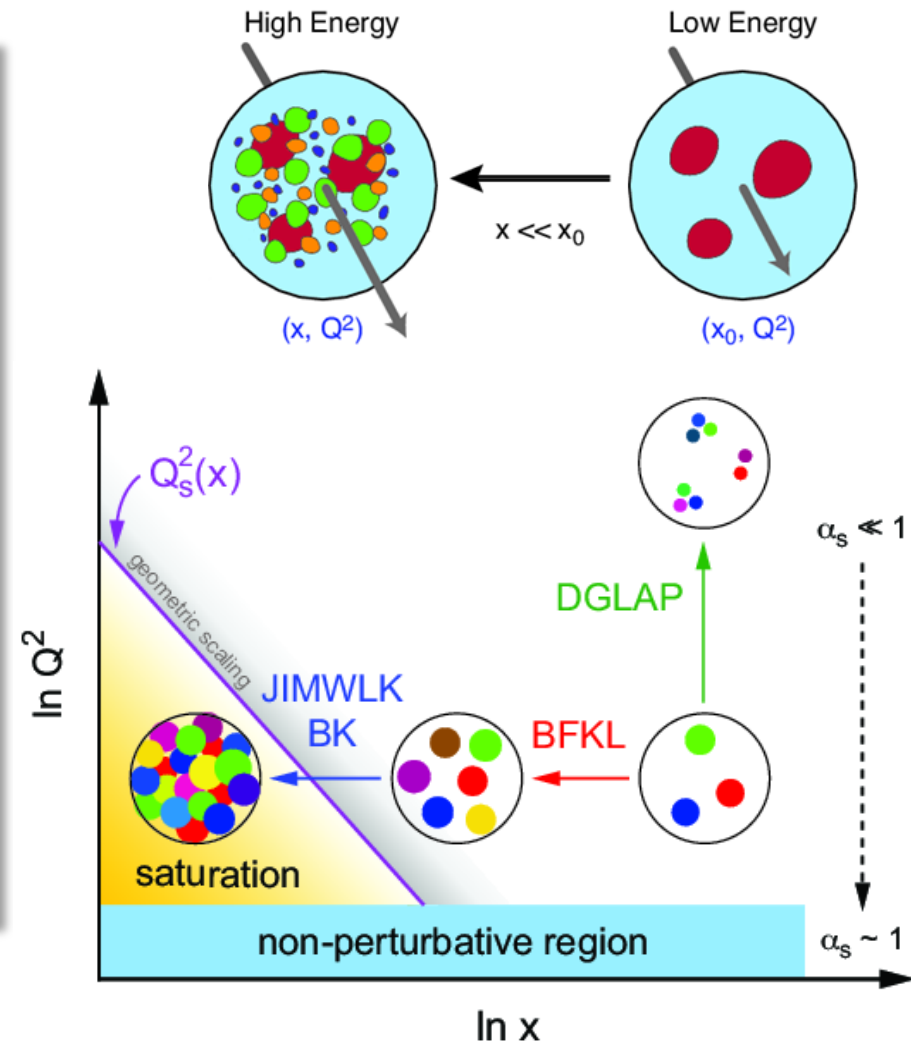 High Energy
Low Energy
x << x₀
(x, Q²)
(x₀, Q²)
Qₛ²(x)
geometric scaling
αₛ ≪ 1
DGLAP
ln Q²
JIMWLK
BK
BFKL
saturation
non-perturbative region
αₛ ~ 1
ln x